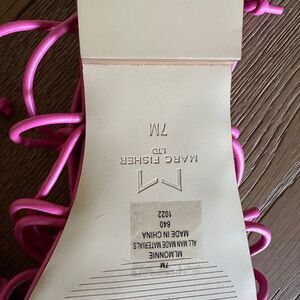 7M
MARC FISHER
LTD
MLMONNIE
7M
ALL MAN MADE MATERIALS
MADE IN CHINA
640
1022